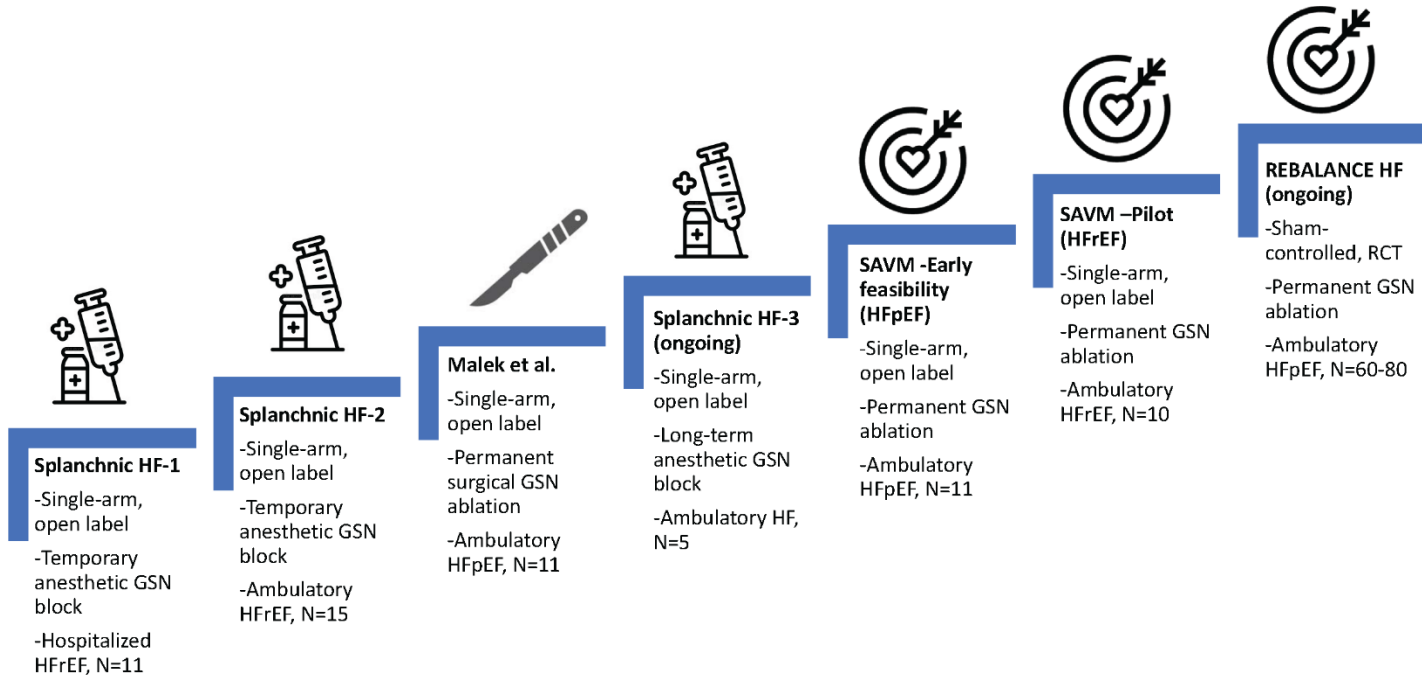 Splanchnic HF-1
-Single-arm,
open label
-Temporary
anesthetic GSN
block
-Hospitalized
HFrEF, N=11
Splanchnic HF-2
-Single-arm,
open label
-Temporary
anesthetic GSN
block
-Ambulatory
HFrEF, N=15
Malek et al.
-Single-arm,
open label
-Permanent
surgical GSN
ablation
-Ambulatory
HFpEF, N=11
Splanchnic HF-3
(ongoing)
-Single-arm,
open label
-Long-term
anesthetic GSN
block
-Ambulatory HF,
N=5
SAVM -Early
feasibility
(HFpEF)
-Single-arm,
open label
-Permanent GSN
ablation
-Ambulatory
HFpEF, N=11
SAVM –Pilot
(HFrEF)
-Single-arm,
open label
-Permanent GSN
ablation
-Ambulatory
HFrEF, N=10
REBALANCE HF
(ongoing)
-Sham-
controlled, RCT
-Permanent GSN
ablation
-Ambulatory
HFpEF, N=60-80